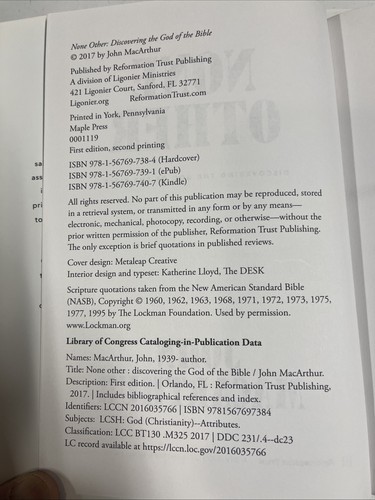 None Other: Discovering the God of the Bible
© 2017 by John MacArthur
Published by Reformation Trust Publishing
A division of Ligonier Ministries
421 Ligonier Court, Sanford, FL 32771
Ligonier.org ReformationTrust.com
Printed in York, Pennsylvania
Maple Press
0001119
First edition, second printing
ISBN 978-1-56769-738-4 (Hardcover)
ISBN 978-1-56769-739-1 (ePub)
ISBN 978-1-56769-740-7 (Kindle)
All rights reserved. No part of this publication may be reproduced, stored
in a retrieval system, or transmitted in any form or by any means—
electronic, mechanical, photocopy, recording, or otherwise—without the
prior written permission of the publisher, Reformation Trust Publishing.
The only exception is brief quotations in published reviews.
Cover design: Metaleap Creative
Interior design and typeset: Katherine Lloyd, The DESK
Scripture quotations taken from the New American Standard Bible
(NASB), Copyright © 1960, 1962, 1963, 1968, 1971, 1972, 1973, 1975,
1977, 1995 by The Lockman Foundation. Used by permission.
www.Lockman.org
Library of Congress Cataloging-in-Publication Data
Names: MacArthur, John, 1939- author.
Title: None other : discovering the God of the Bible / John MacArthur.
Description: First edition. | Orlando, FL : Reformation Trust Publishing,
2017. | Includes bibliographical references and index.
Identifiers: LCCN 2016035766 | ISBN 9781567697384
Subjects: LCSH: God (Christianity)--Attributes.
Classification: LCC BT130 .M325 2017 | DDC 231/.4--dc23
LC record available at https://lccn.loc.gov/2016035766